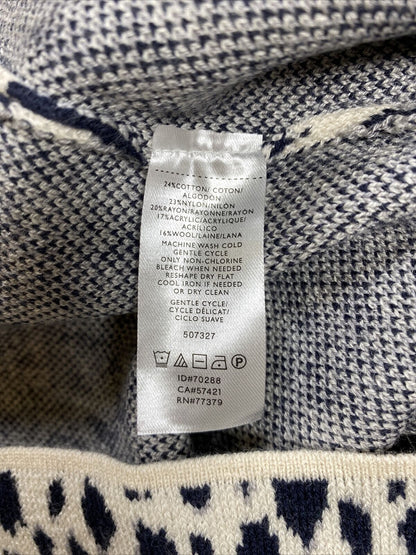 24%COTTON/ COTON/
ALGODÓN
23%NYLON/NILÓN
20%RAYON/RAYONNE/RAYON
17%ACRYLIC/ACRYLIQUE/
ACRÍLICO
16%WOOL/LAINE/LANA
MACHINE WASH COLD
GENTLE CYCLE
ONLY NON-CHLORINE
BLEACH WHEN NEEDED
RESHAPE DRY FLAT
COOL IRON IF NEEDED
OR DRY CLEAN
GENTLE CYCLE/
CYCLE DÉLICAT/
CICLO SUAVE
507327
P
ID#70288
CA#57421
RN#77379